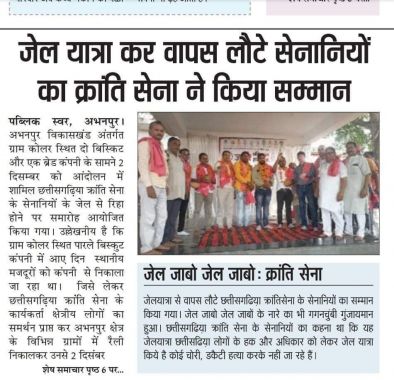 जेल यात्रा कर वापस लौटे सेनानियों
का क्रांति सेना ने किया सम्मान
पब्लिक स्वर, अभनपुर।
अभनपुर विकासखंड अंतर्गत
ग्राम कोलर स्थित दो बिस्किट
और एक ब्रेड कंपनी के सामने 2
दिसम्बर को आंदोलन में
शामिल छत्तीसगढ़िया क्रांति सेना
के सेनानियों के जेल से रिहा
होने पर समारोह आयोजित
किया गया। उल्लेखनीय है कि
ग्राम कोलर स्थित पारले बिस्कुट
कंपनी में आए दिन स्थानीय
मजदूरों को कंपनी से निकाला
जा रहा था। जिसे लेकर
छत्तीसगढ़िया क्रांति सेना के
कार्यकर्ता क्षेत्रीय लोगों का
समर्थन प्राप्त कर अभनपुर क्षेत्र
के विभिन्न ग्रामों में रैली
निकालकर उनसे 2 दिसंबर
शेष समाचार पृष्ठ 6 पर...
जेल जाबो जेल जाबो: क्रांति सेना
जेलयात्रा से वापस लौटे छत्तीसगढिया क्रांतिसेना के सेनानियों का सम्मान
किया गया। जेल जाबो जेल जाबो के नारे का भी गगनचुंबी गुंजायमान
हुआ। छत्तीसगढ़िया क्रांति सेना के सेनानियों का कहना था कि यह
जेलयात्रा छत्तीसढ़िया लोगों के हक और अधिकार को लेकर जेल यात्रा
किये है कोई चोरी, डकैटी हत्या करके नहीं जा रहे हैं।